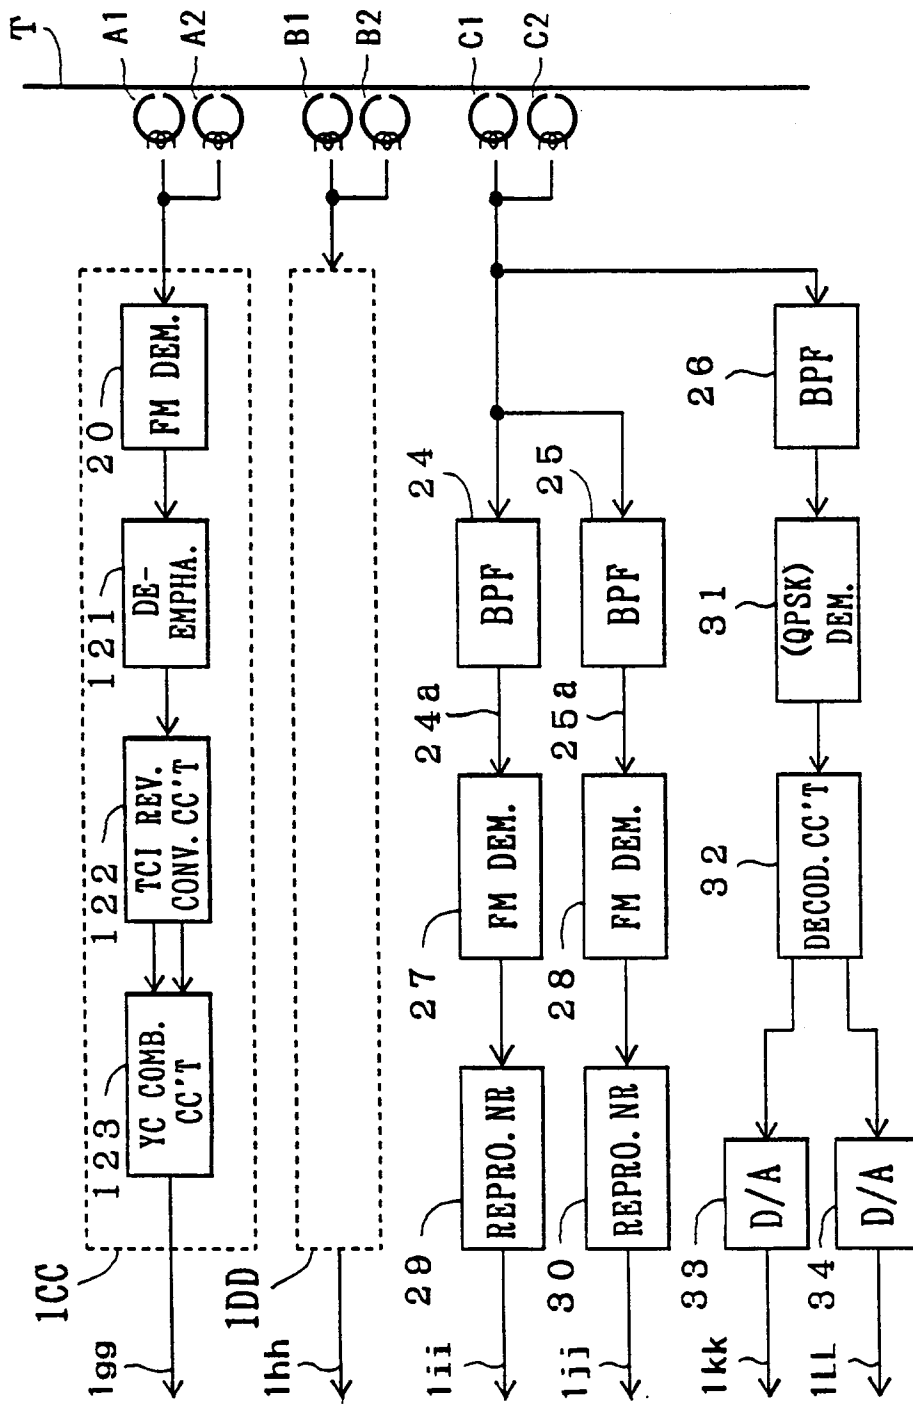 T
A1
A2
B1
B2
C1
C2
20
FM DEM.
121
DE-
EMPHA.
122
TCI REV.
CONV. CC'T
123
YC COMB.
CC'T
1CC
1gg
1DD
1hh
24
BPF
24a
27
FM DEM.
29
REPRO. NR
1ii
25
BPF
25a
28
FM DEM.
30
REPRO. NR
1jj
26
BPF
31
(QPSK)
DEM.
32
DECOD. CC'T
33
D/A
1kk
34
D/A
1LL